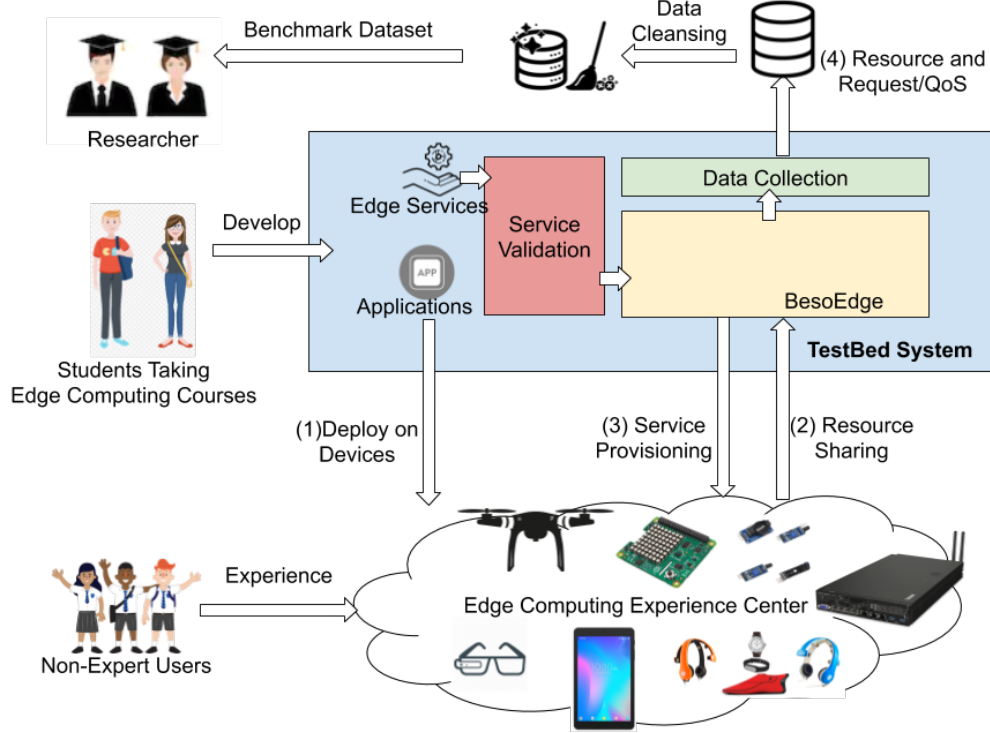 Benchmark Dataset
Data
Cleansing
(4) Resource and
Request/QoS
Researcher
Edge Services
Service
Validation
Data Collection
Develop
APP
Applications
BesoEdge
TestBed System
Students Taking
Edge Computing Courses
(1)Deploy on
Devices
(3) Service
Provisioning
(2) Resource
Sharing
Experience
Edge Computing Experience Center
Non-Expert Users